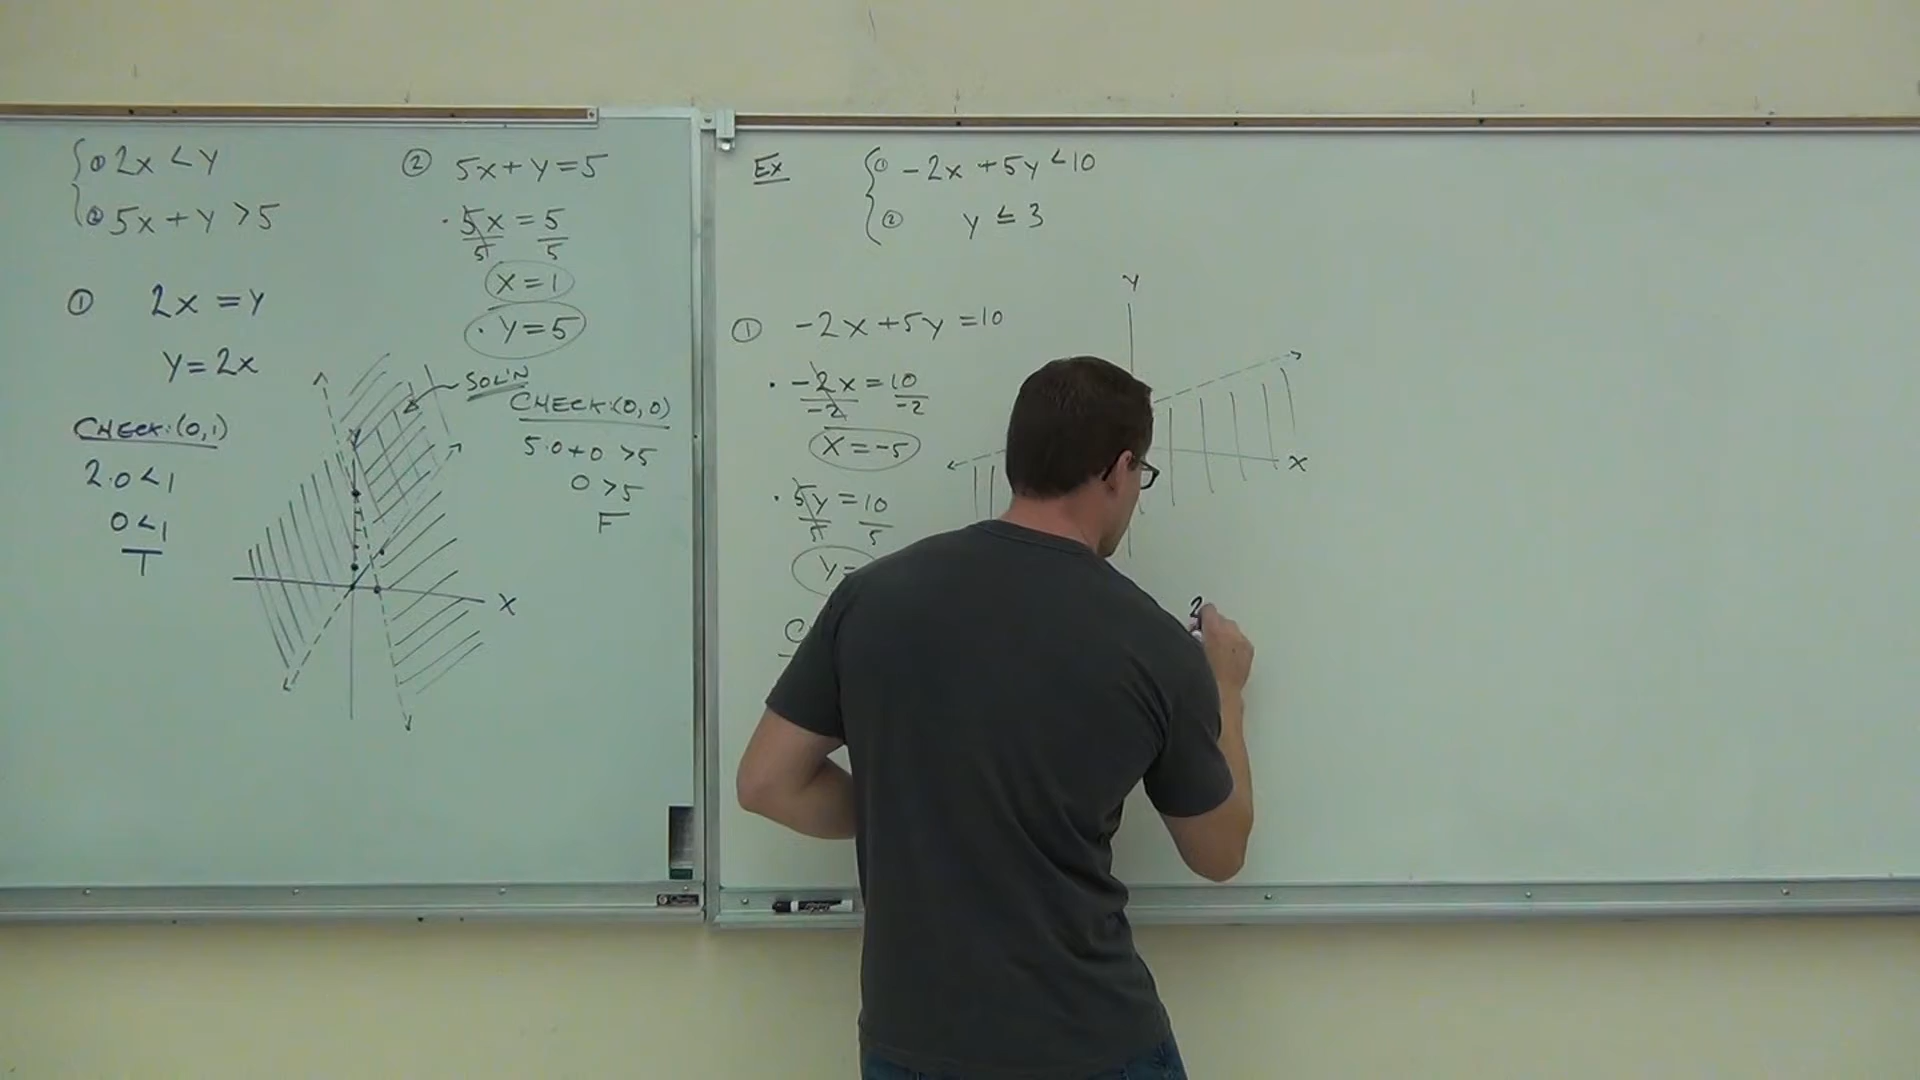 ① 2x < y
② 5x + y > 5
① 2x = y
y = 2x
CHECK: (0,1)
2·0 < 1
0 < 1
T
② 5x + y = 5
· 5x = 5
5 5
x = 1
· y = 5
SOL'N
CHECK: (0,0)
5·0 + 0 > 5
0 > 5
F
y
x
Ex
① -2x + 5y < 10
② y ≤ 3
① -2x + 5y = 10
· -2x = 10
-2 -2
x = -5
· 5y = 10
5 5
y =
C
y
x
2